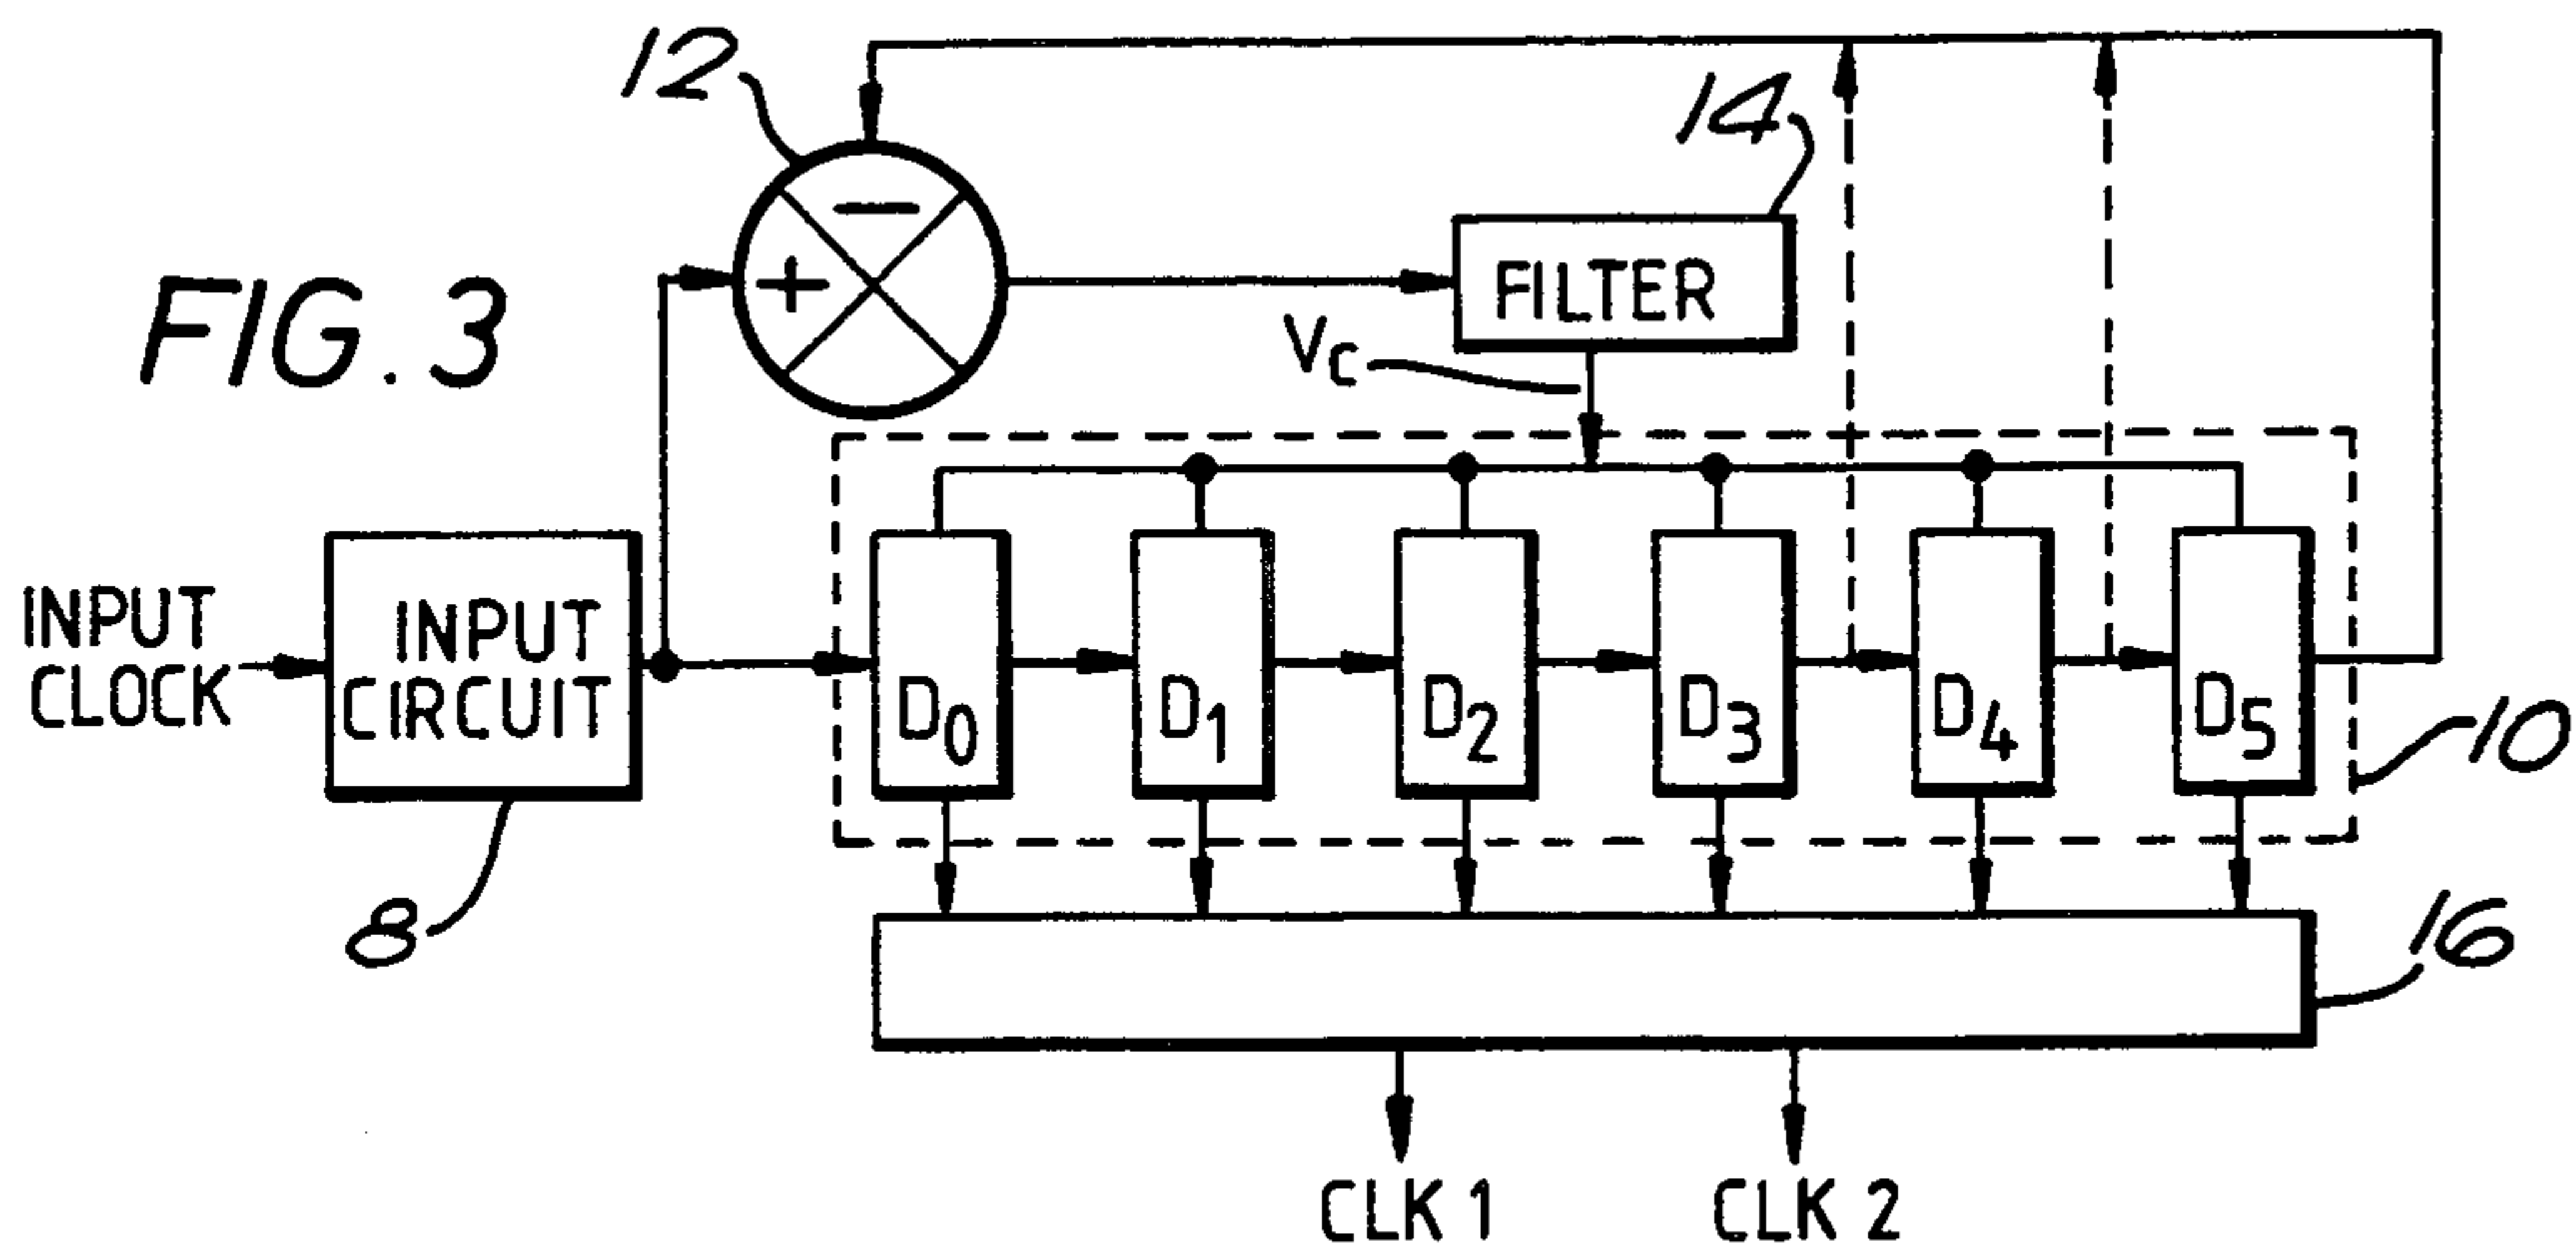 FIG. 3
12
−
+
14
FILTER
VC
INPUT
CLOCK
INPUT
CIRCUIT
8
D0
D1
D2
D3
D4
D5
10
16
CLK 1
CLK 2